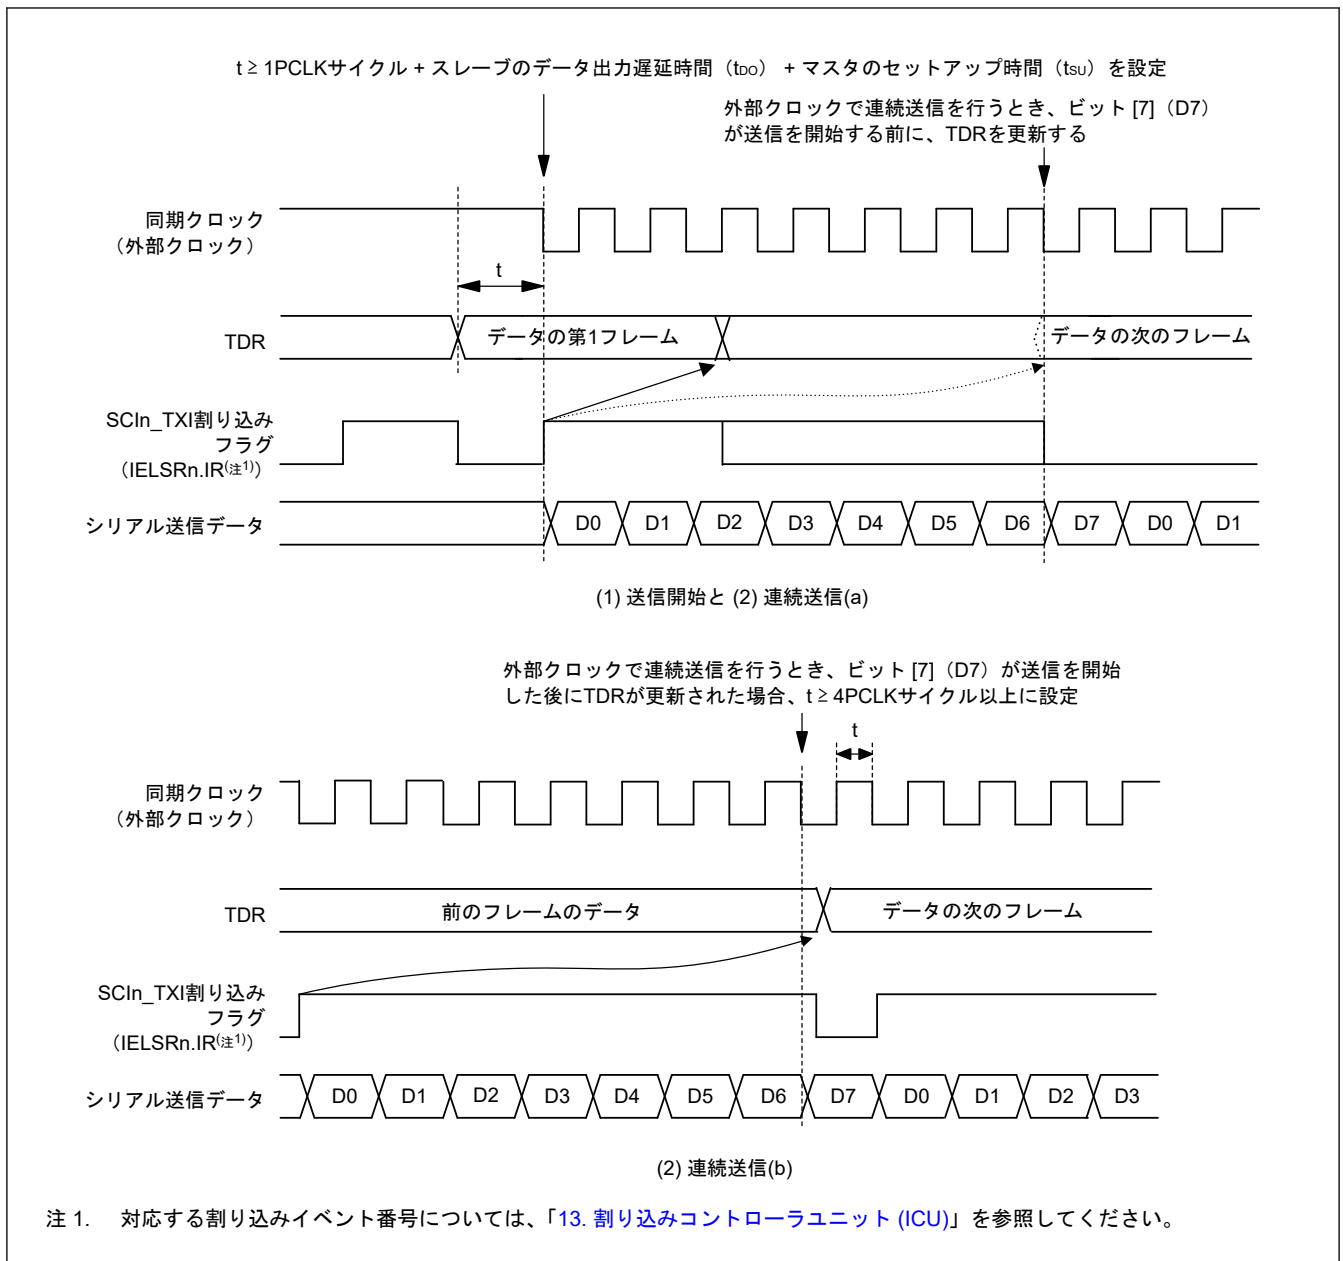 t ≥ 1PCLKサイクル + スレーブのデータ出力遅延時間（tDO） + マスタのセットアップ時間（tSU）を設定
外部クロックで連続送信を行うとき、ビット [7]（D7）
が送信を開始する前に、TDRを更新する
同期クロック
（外部クロック）
t
TDR
データの第1フレーム
データの次のフレーム
SCIn_TXI割り込み
フラグ
（IELSRn.IR(注1)）
シリアル送信データ
D0 D1 D2 D3 D4 D5 D6 D7 D0 D1
(1) 送信開始と (2) 連続送信(a)
外部クロックで連続送信を行うとき、ビット [7]（D7）が送信を開始
した後にTDRが更新された場合、t ≥ 4PCLKサイクル以上に設定
t
同期クロック
（外部クロック）
TDR
前のフレームのデータ
データの次のフレーム
SCIn_TXI割り込み
フラグ
（IELSRn.IR(注1)）
シリアル送信データ
D0 D1 D2 D3 D4 D5 D6 D7 D0 D1 D2 D3
(2) 連続送信(b)
注 1. 対応する割り込みイベント番号については、「13. 割り込みコントローラユニット (ICU)」を参照してください。